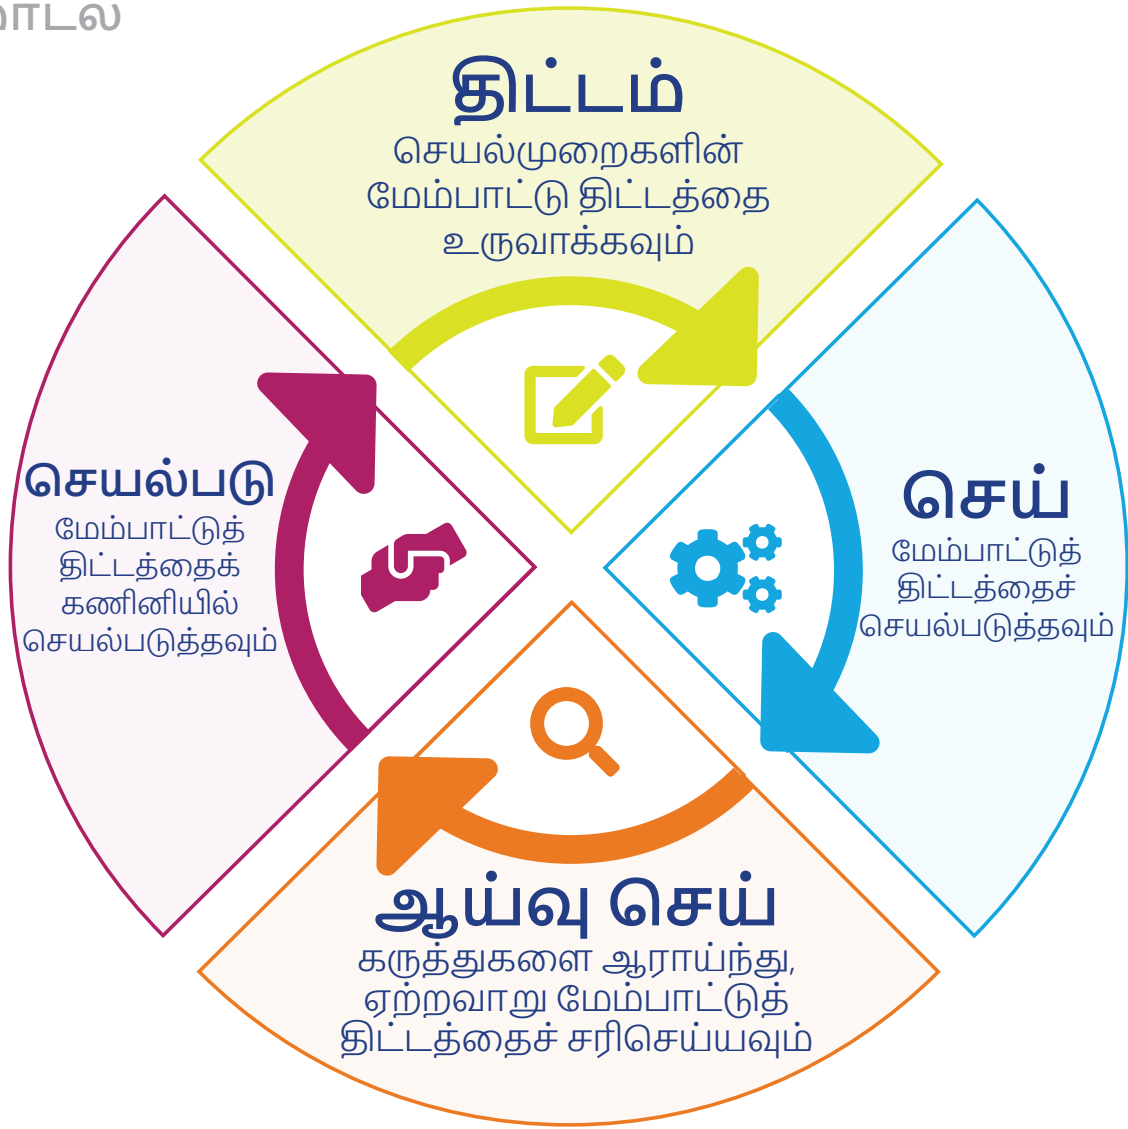 திட்டம்
செயல்முறைகளின்
மேம்பாட்டு திட்டத்தை
உருவாக்கவும்
செய்
மேம்பாட்டுத்
திட்டத்தைச்
செயல்படுத்தவும்
ஆய்வு செய்
கருத்துகளை ஆராய்ந்து,
ஏற்றவாறு மேம்பாட்டுத்
திட்டத்தைச் சரிசெய்யவும்
செயல்படு
மேம்பாட்டுத்
திட்டத்தைக்
கணினியில்
செயல்படுத்தவும்